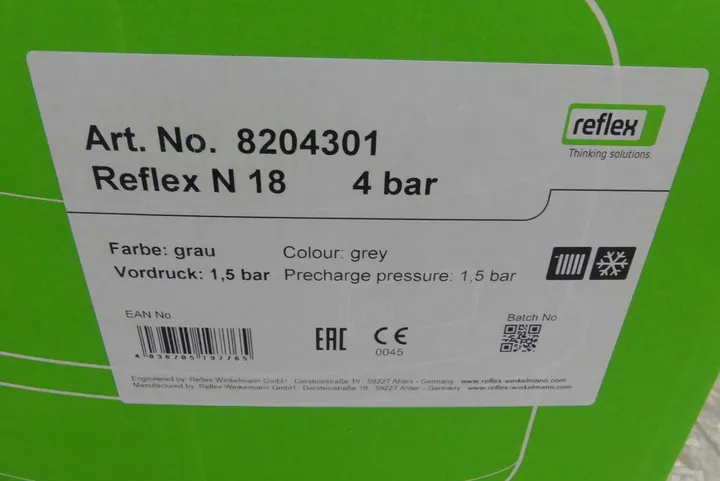 Art. No. 8204301
Reflex N 18 4 bar
reflex
Thinking solutions.
Farbe: grau Colour: grey
Vordruck: 1,5 bar Precharge pressure: 1,5 bar
EAN No.
Batch No
4 036705 197765
EAC CE
0045
Engineered by: Reflex Winkelmann GmbH Gersteinstraße 19 59227 Ahlen - Germany www.reflex-winkelmann.com
Manufactured by: Reflex Winkelmann GmbH Gersteinstraße 19 59227 Ahlen - Germany www.reflex-winkelmann.com